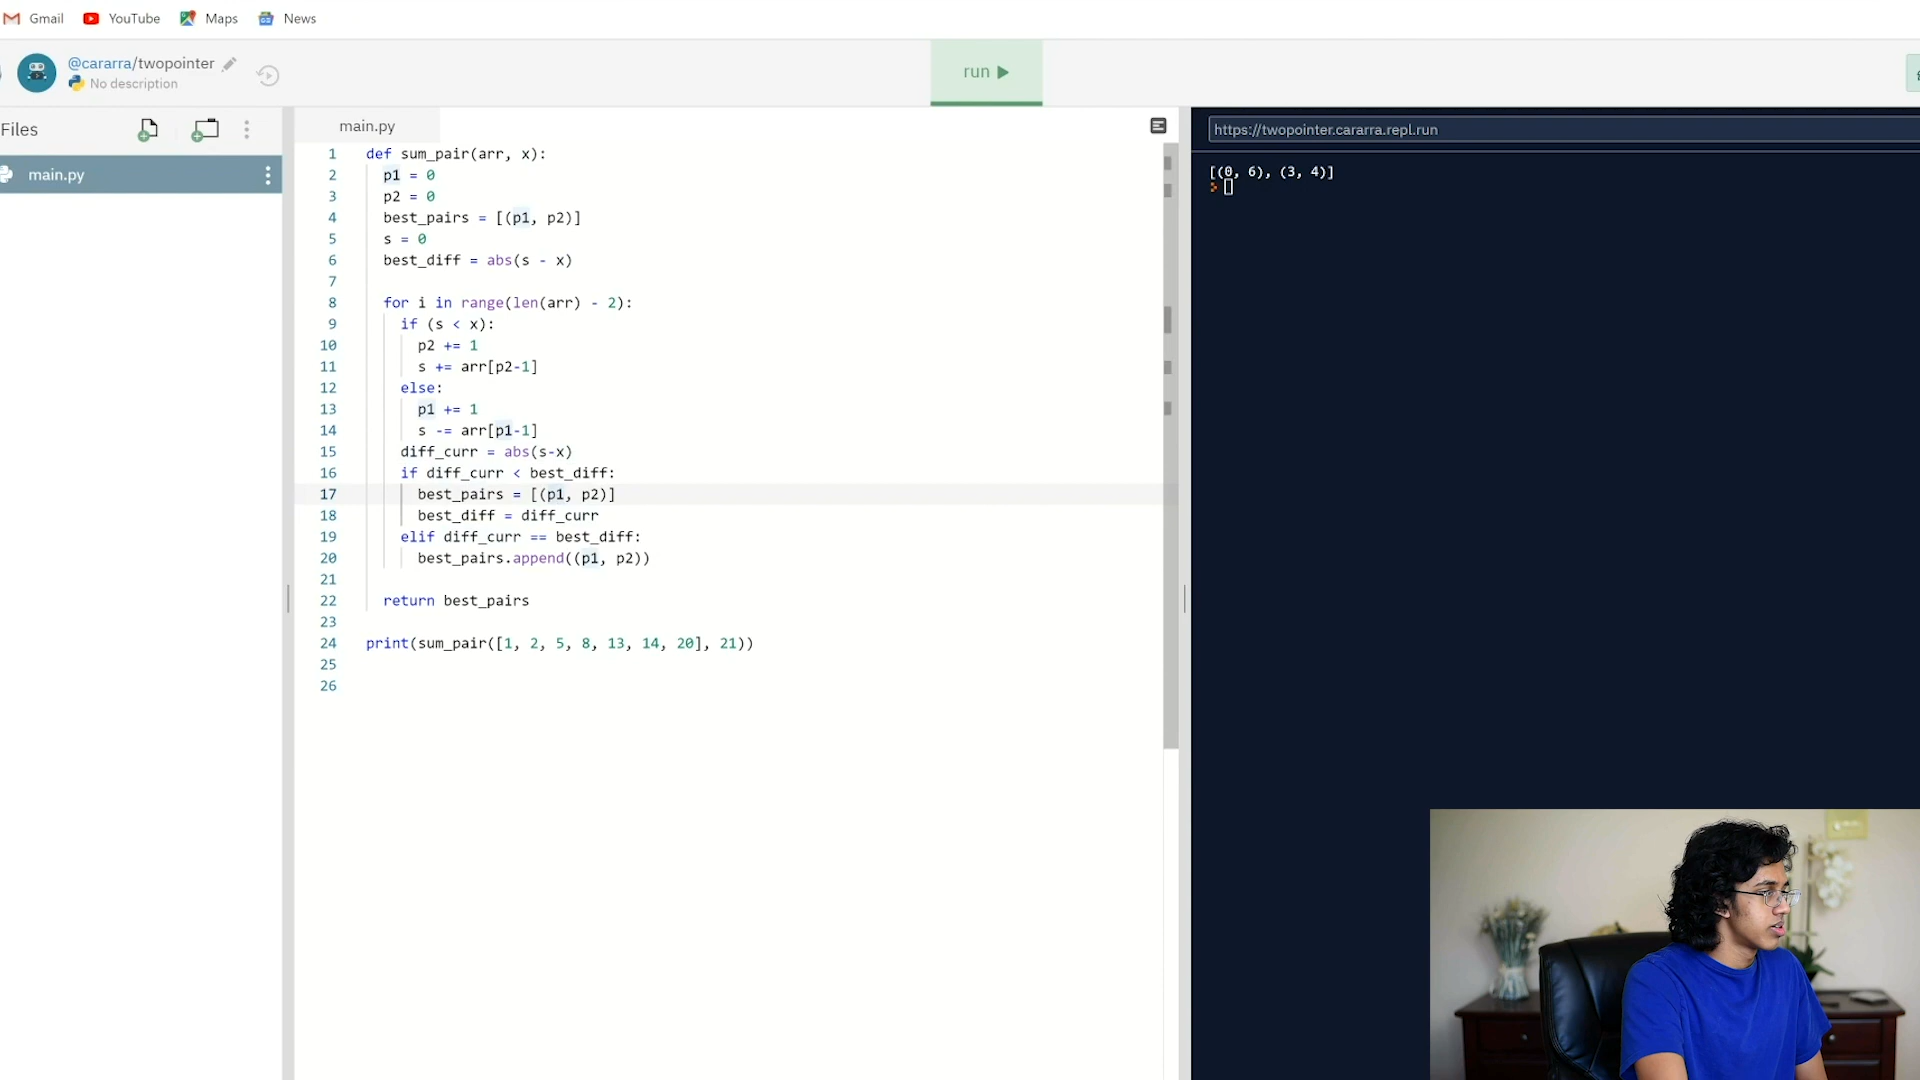 Gmail YouTube Maps News
@cararra/twopointer
No description
run
Files
main.py
main.py
https://twopointer.cararra.repl.run
[(0, 6), (3, 4)]
1 def sum_pair(arr, x):
2 p1 = 0
3 p2 = 0
4 best_pairs = [(p1, p2)]
5 s = 0
6 best_diff = abs(s - x)
7
8 for i in range(len(arr) - 2):
9 if (s < x):
10 p2 += 1
11 s += arr[p2-1]
12 else:
13 p1 += 1
14 s -= arr[p1-1]
15 diff_curr = abs(s-x)
16 if diff_curr < best_diff:
17 best_pairs = [(p1, p2)]
18 best_diff = diff_curr
19 elif diff_curr == best_diff:
20 best_pairs.append((p1, p2))
21
22 return best_pairs
23
24 print(sum_pair([1, 2, 5, 8, 13, 14, 20], 21))
25
26